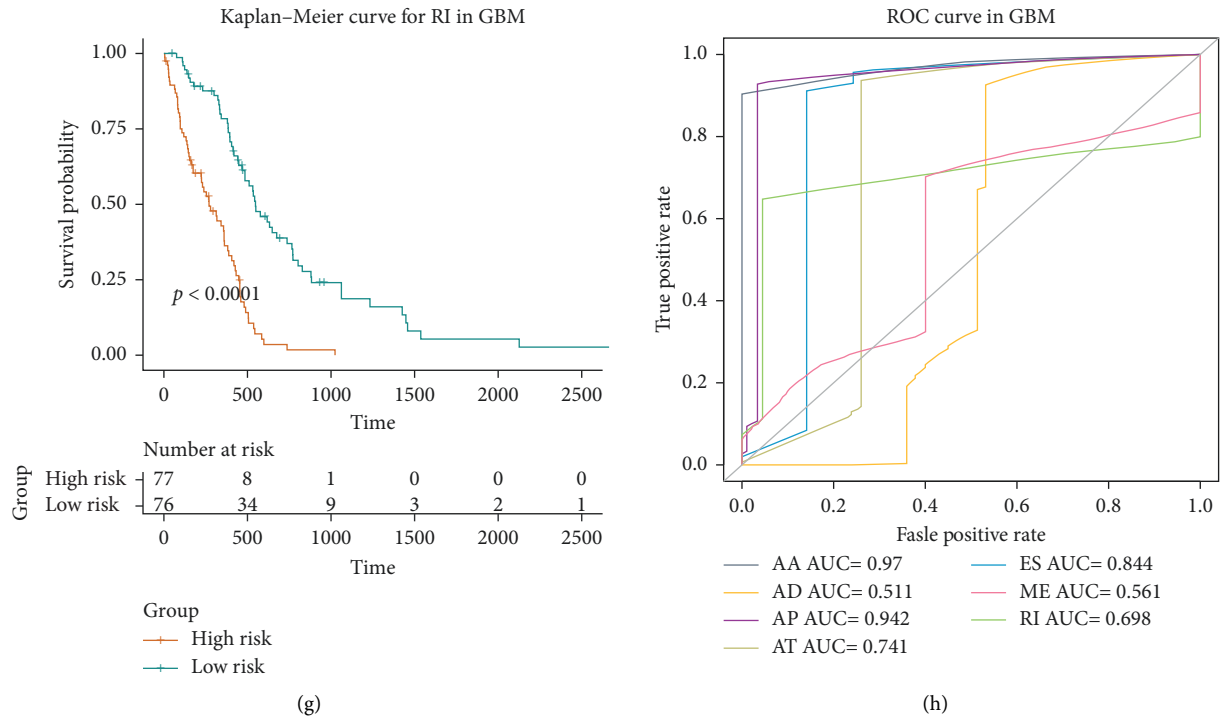 Kaplan–Meier curve for RI in GBM
1.00
0.75
0.50
0.25
0.00
Survival probability
p < 0.0001
0 500 1000 1500 2000 2500
Time
Number at risk
Group
High risk 77 8 1 0 0 0
Low risk 76 34 9 3 2 1
0 500 1000 1500 2000 2500
Time
Group
High risk
Low risk
(g)
ROC curve in GBM
1.0
0.8
0.6
0.4
0.2
0.0
True positive rate
0.0 0.2 0.4 0.6 0.8 1.0
Fasle positive rate
AA AUC= 0.97
AD AUC= 0.511
AP AUC= 0.942
AT AUC= 0.741
ES AUC= 0.844
ME AUC= 0.561
RI AUC= 0.698
(h)